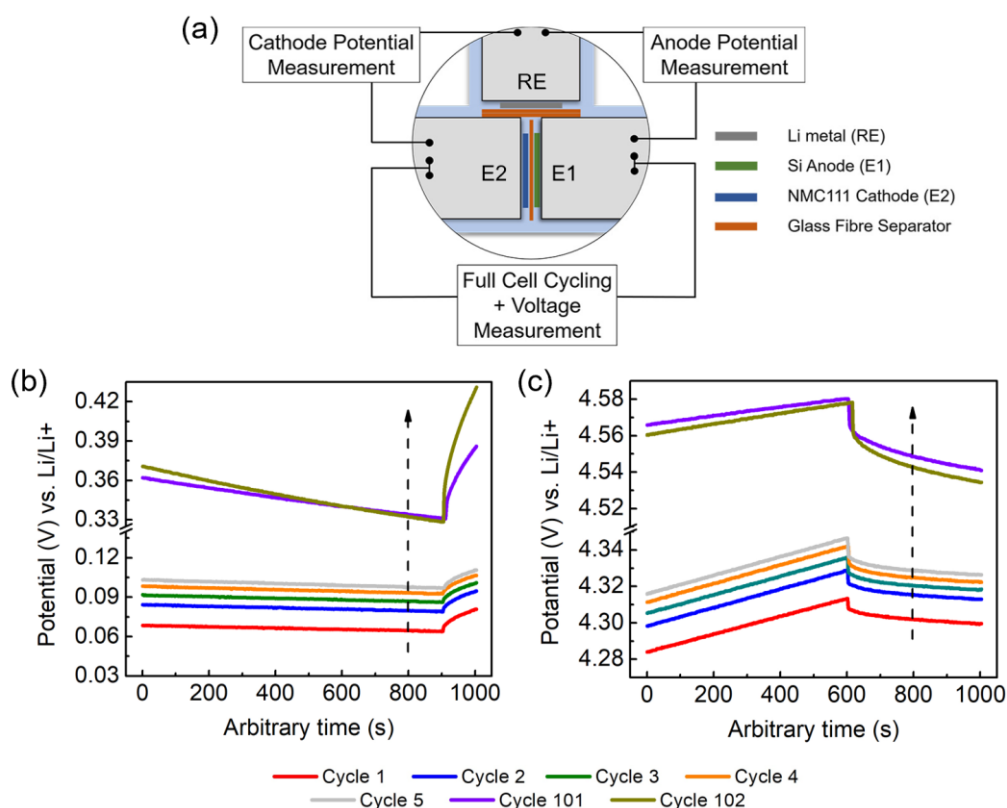 (a)
Cathode Potential
Measurement
Anode Potential
Measurement
RE
E2
E1
Li metal (RE)
Si Anode (E1)
NMC111 Cathode (E2)
Glass Fibre Separator
Full Cell Cycling
+ Voltage
Measurement
(b)
Potential (V) vs. Li/Li+
0.42
0.39
0.36
0.33
0.12
0.09
0.06
0.03
0 200 400 600 800 1000
Arbitrary time (s)
(c)
Potential (V) vs. Li/Li+
4.58
4.56
4.54
4.52
4.34
4.32
4.30
4.28
0 200 400 600 800 1000
Arbitrary time (s)
Cycle 1 Cycle 2 Cycle 3 Cycle 4
Cycle 5 Cycle 101 Cycle 102